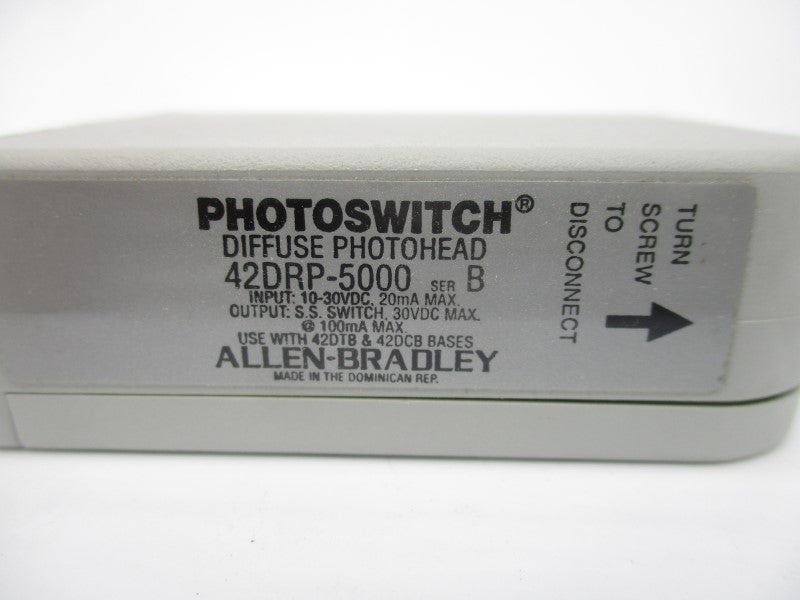 PHOTOSWITCH®
DIFFUSE PHOTOHEAD
42DRP-5000 SER B
INPUT: 10-30VDC, 20mA MAX.
OUTPUT: S.S. SWITCH, 30VDC MAX.
@ 100mA MAX.
USE WITH 42DTB & 42DCB BASES
ALLEN-BRADLEY
MADE IN THE DOMINICAN REP.
TURN
SCREW
TO
DISCONNECT